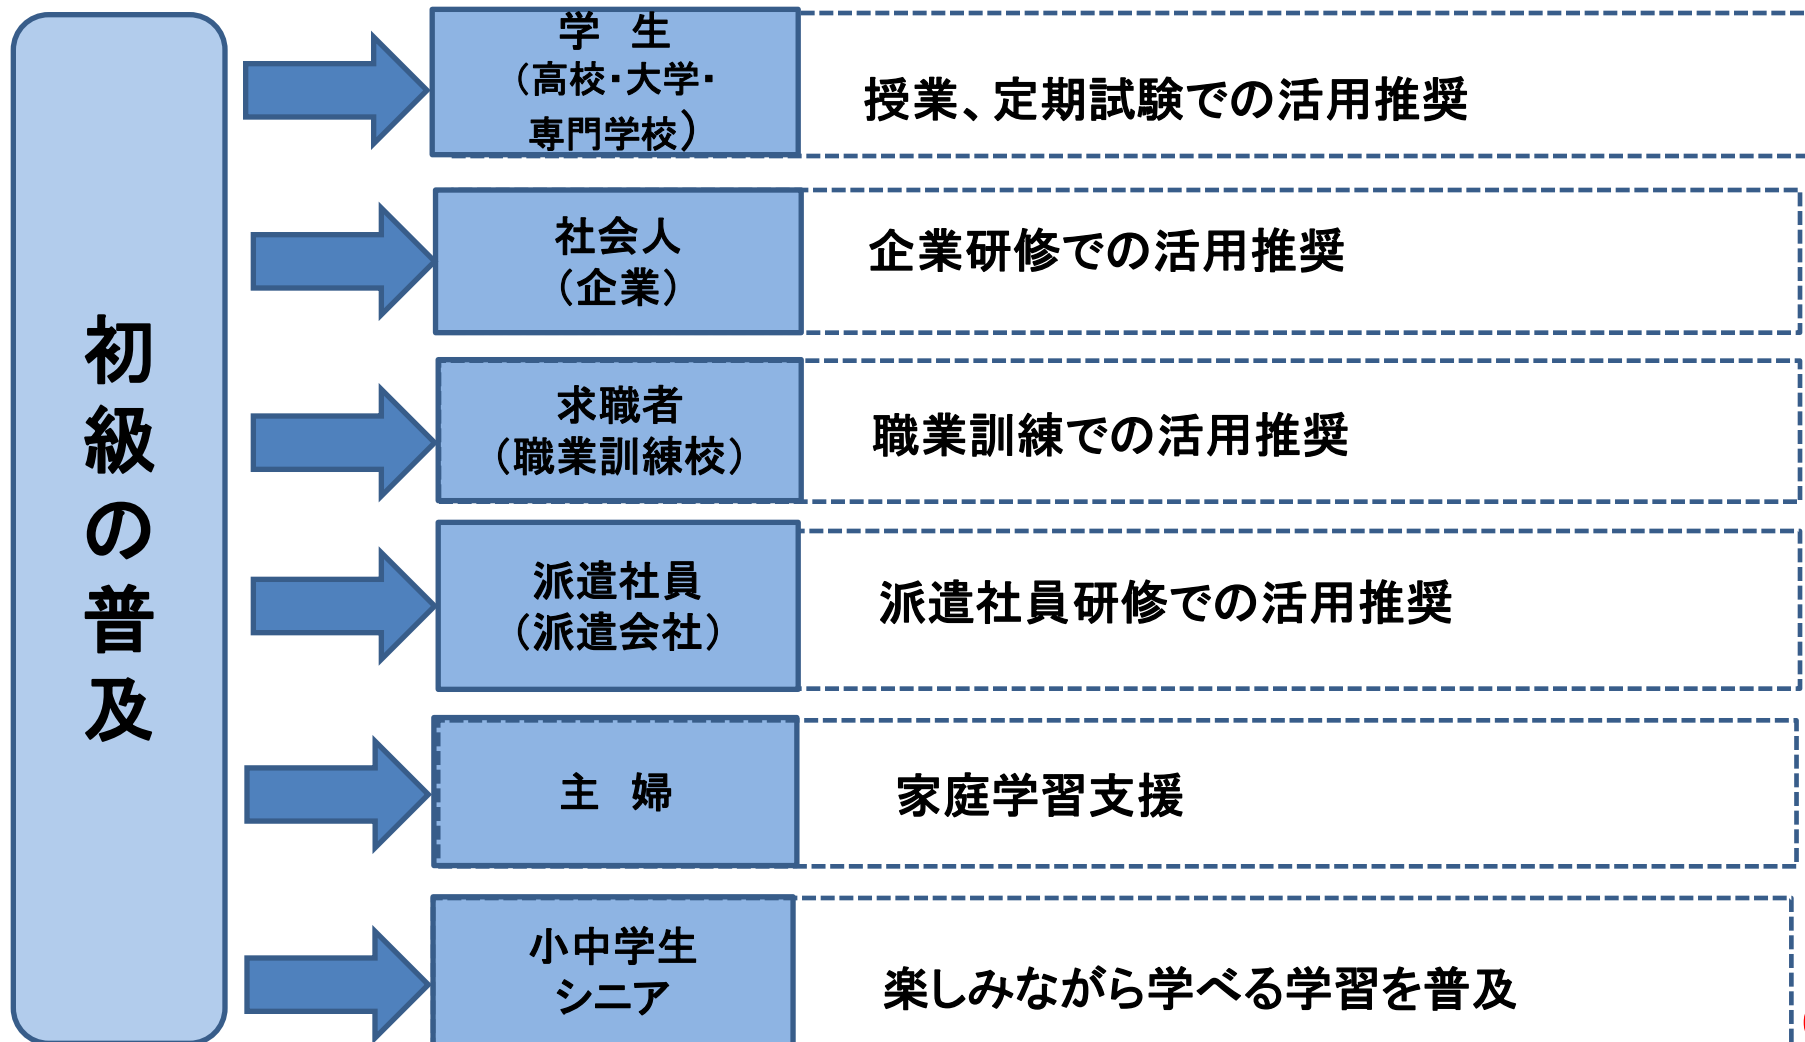 初級の普及
学 生
（高校・大学・
専門学校）
授業、定期試験での活用推奨
社会人
（企業）
企業研修での活用推奨
求職者
（職業訓練校）
職業訓練での活用推奨
派遣社員
（派遣会社）
派遣社員研修での活用推奨
主 婦
家庭学習支援
小中学生
シニア
楽しみながら学べる学習を普及